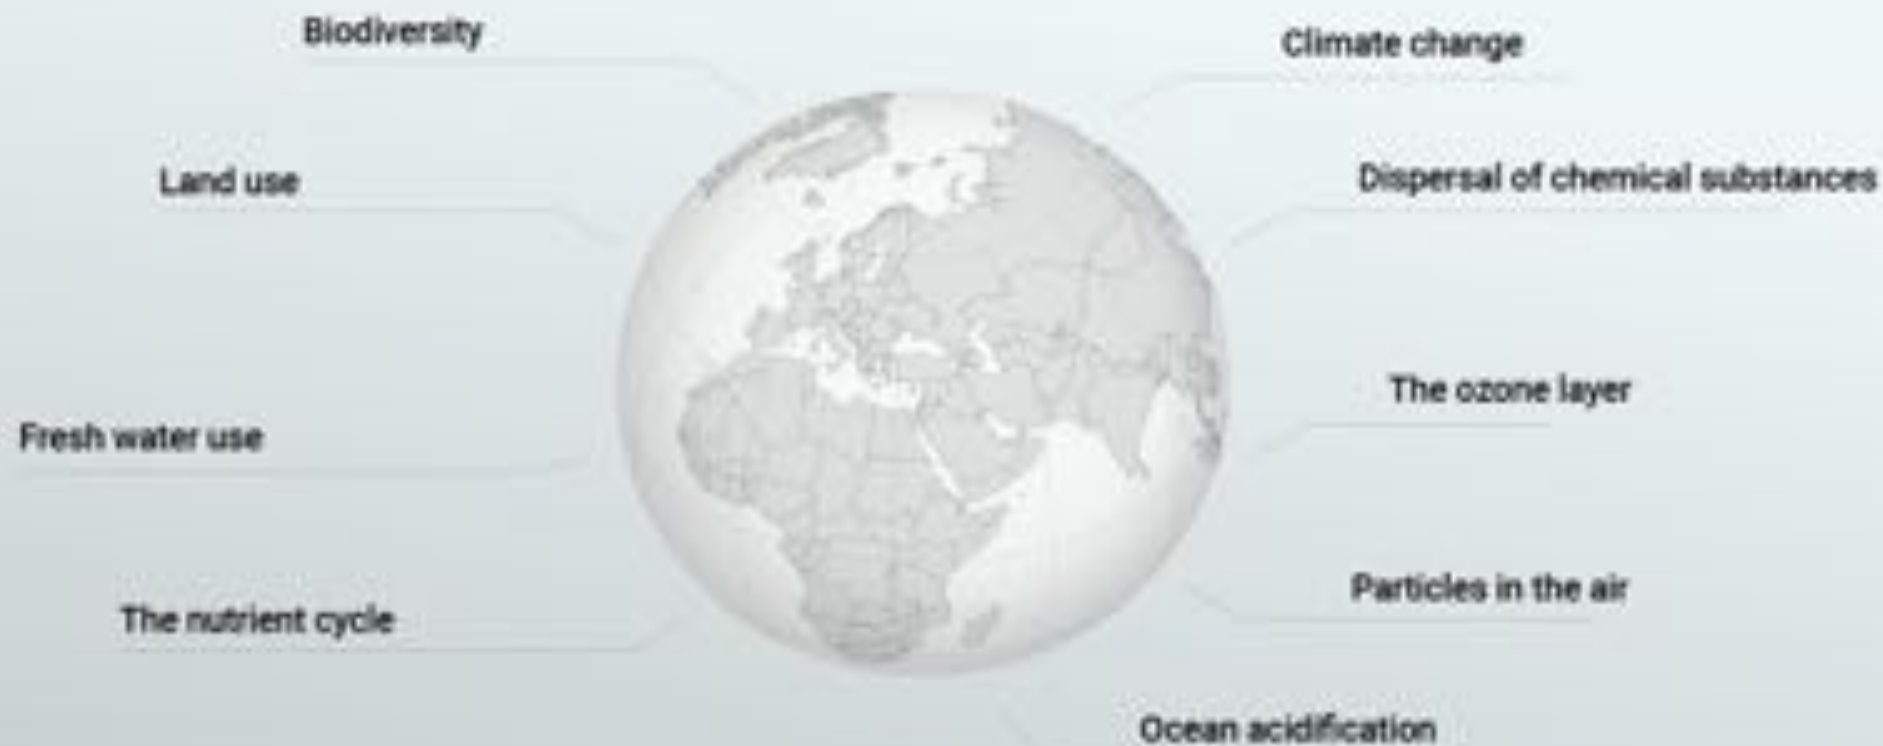 Biodiversity
Climate change
Land use
Dispersal of chemical substances
The ozone layer
Fresh water use
Particles in the air
The nutrient cycle
Ocean acidification